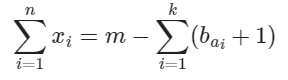 $$\sum_{i=1}^{n} x_i = m - \sum_{i=1}^{k} (b_{a_i} + 1)$$